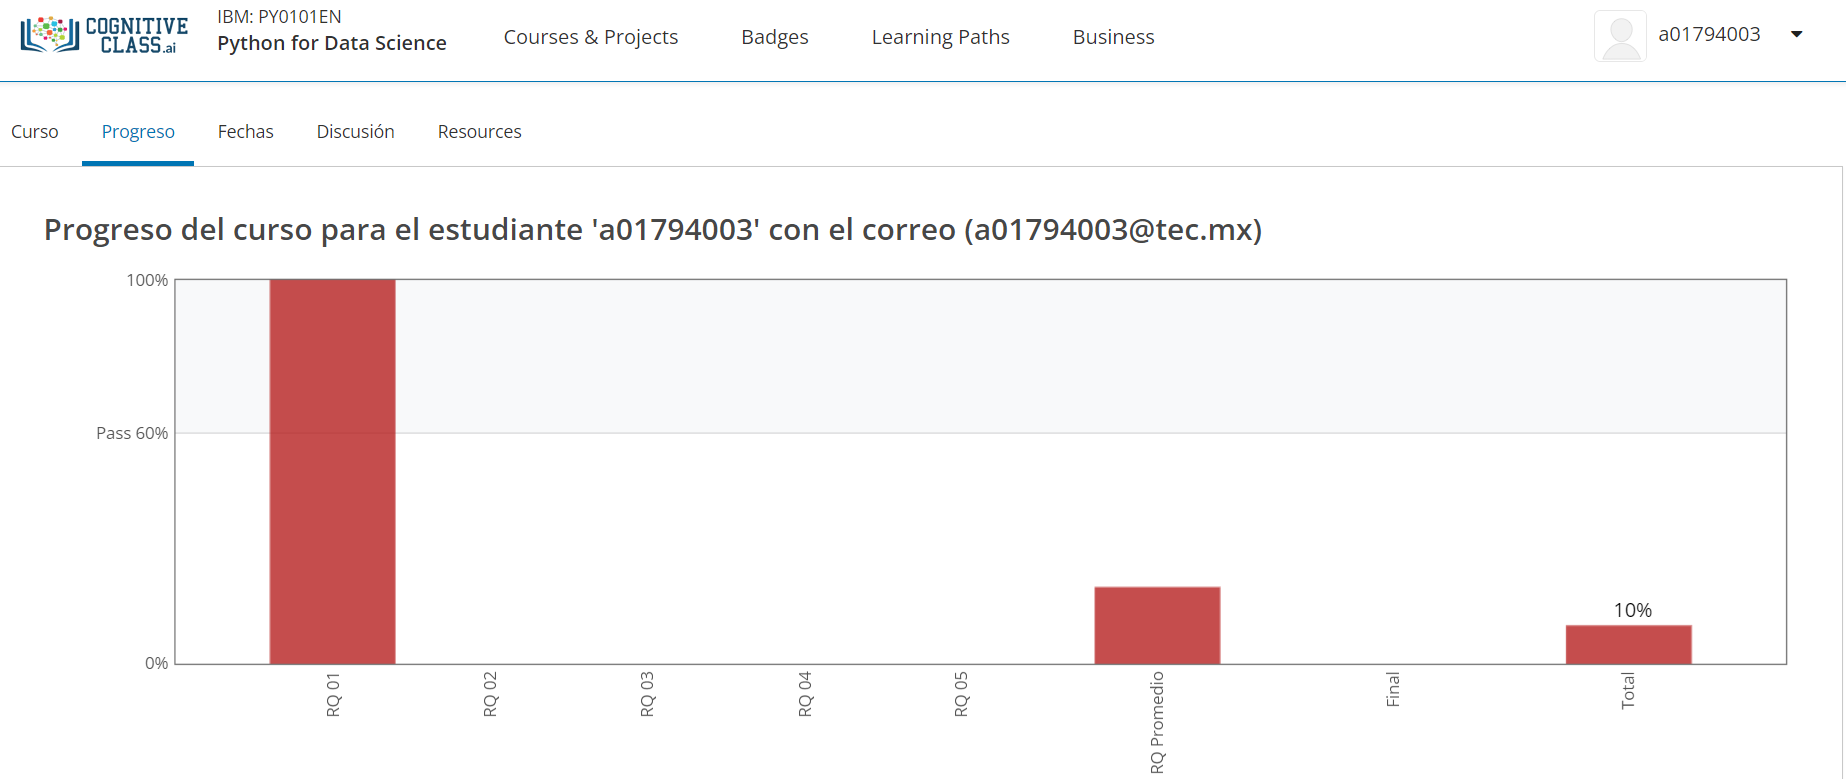 COGNITIVE
CLASS.ai
IBM: PY0101EN
Python for Data Science
Courses & Projects
Badges
Learning Paths
Business
a01794003
Curso
Progreso
Fechas
Discusión
Resources
Progreso del curso para el estudiante 'a01794003' con el correo (a01794003@tec.mx)
100%
Pass 60%
0%
10%
RQ 01
RQ 02
RQ 03
RQ 04
RQ 05
RQ Promedio
Final
Total